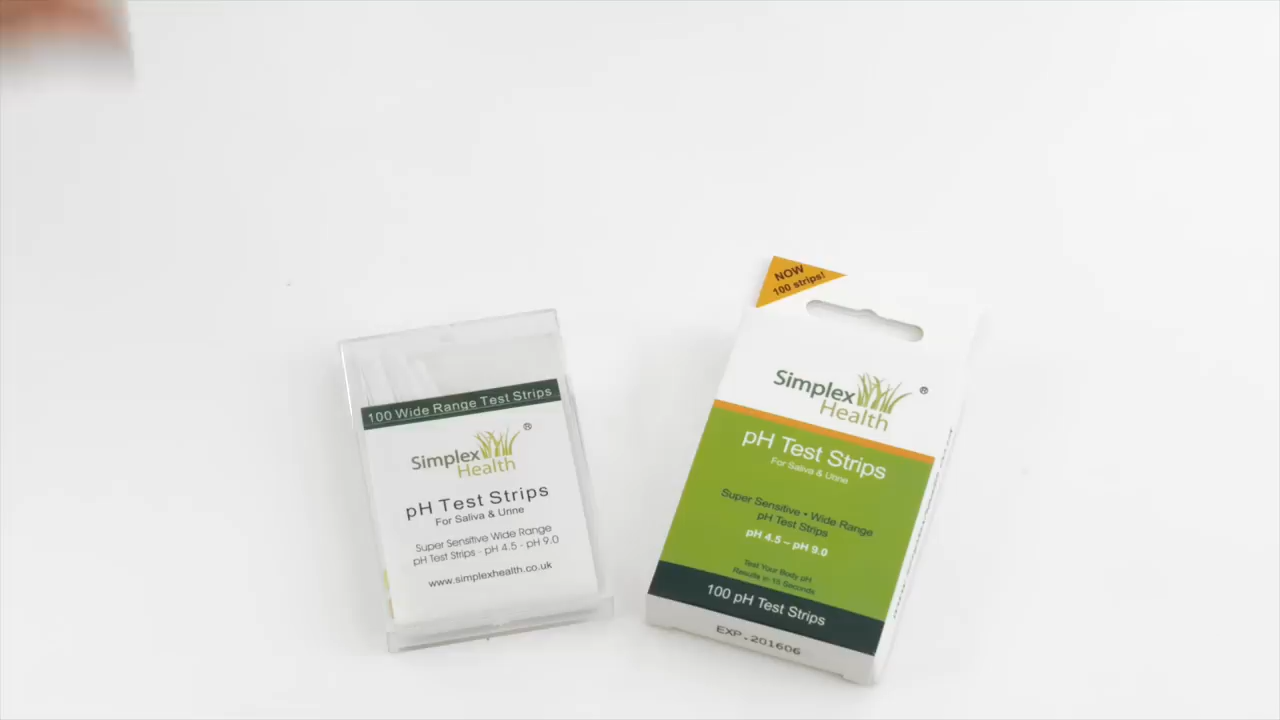 100 Wide Range Test Strips
Simplex
Health
®
pH Test Strips
For Saliva & Urine
Super Sensitive Wide Range
pH Test Strips - pH 4.5 - pH 9.0
www.simplexhealth.co.uk
NOW
100 strips!
Simplex
Health
®
pH Test Strips
For Saliva & Urine
Super Sensitive • Wide Range
pH Test Strips
pH 4.5 – pH 9.0
Test Your Body pH
Results in 15 Seconds
100 pH Test Strips
EXP.201606